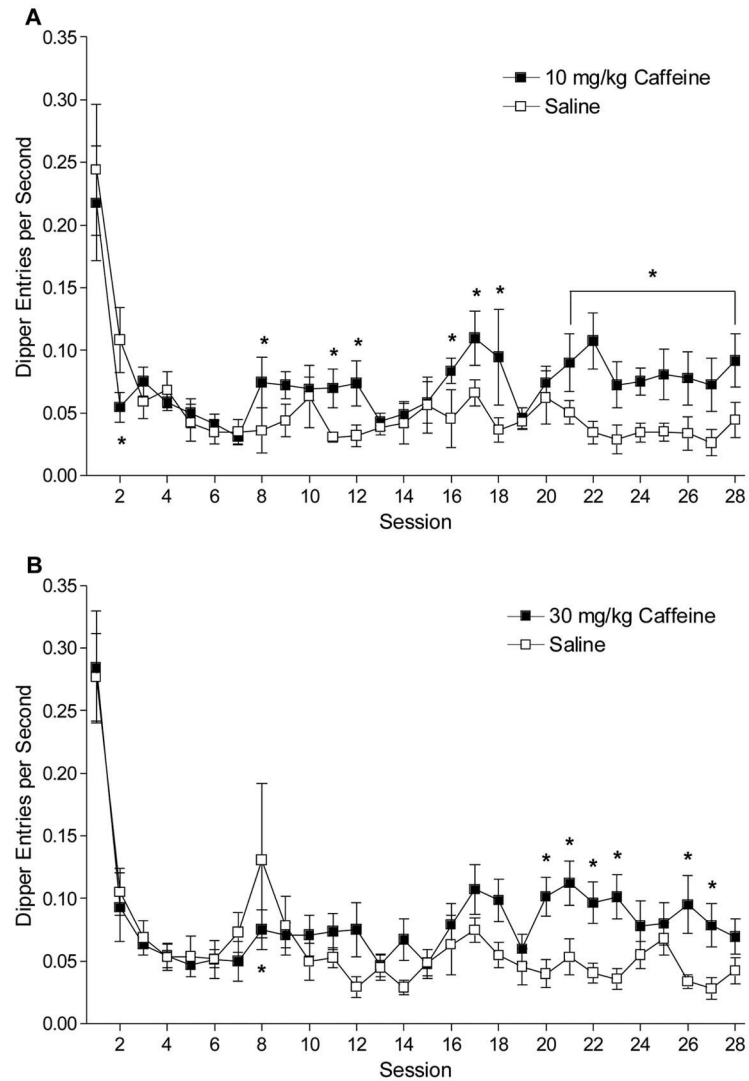 A
0.35
10 mg/kg Caffeine
Saline
0.30
0.25
0.20
0.15
0.10
0.05
0.00
Dipper Entries per Second
* * * * * * * * *
2 4 6 8 10 12 14 16 18 20 22 24 26 28
Session
B
0.35
30 mg/kg Caffeine
Saline
0.30
0.25
0.20
0.15
0.10
0.05
0.00
Dipper Entries per Second
* * * * * * *
2 4 6 8 10 12 14 16 18 20 22 24 26 28
Session